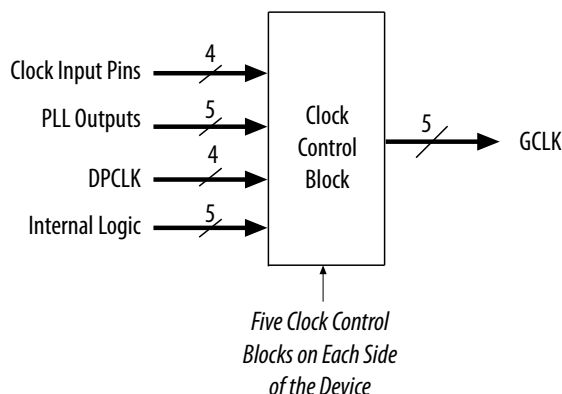 Clock Input Pins
4
PLL Outputs
5
DPCLK
4
Internal Logic
5
Clock
Control
Block
5
GCLK
Five Clock Control
Blocks on Each Side
of the Device